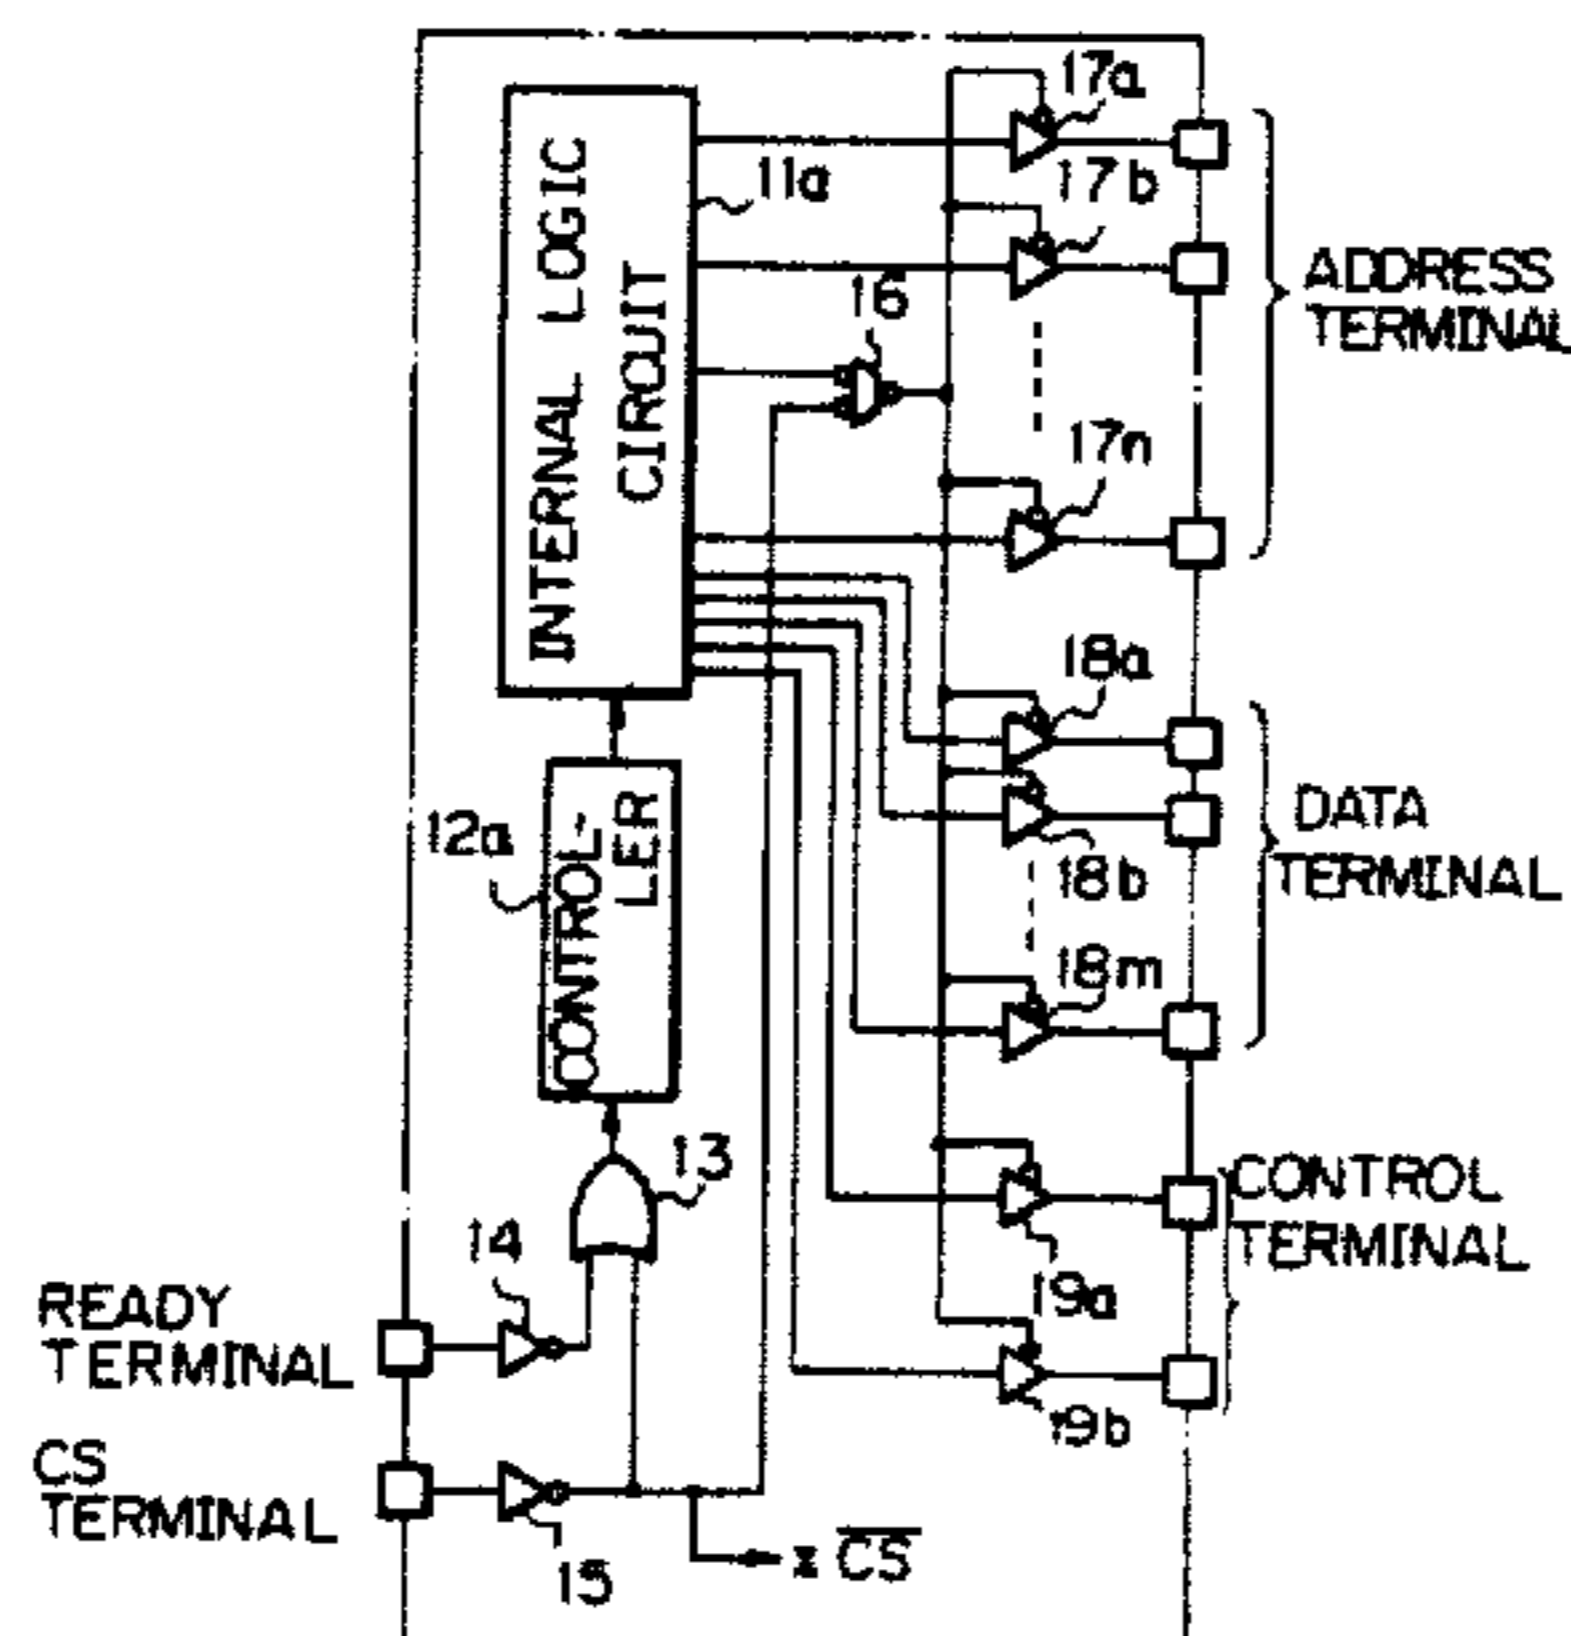 17a
11a
17b
INTERNAL LOGIC
CIRCUIT
16
ADDRESS
TERMINAL
17n
18a
12a
CONTROL-
LER
DATA
TERMINAL
18b
18m
13
CONTROL
TERMINAL
14
19a
READY
TERMINAL
19b
CS
TERMINAL
15
C̅S̅